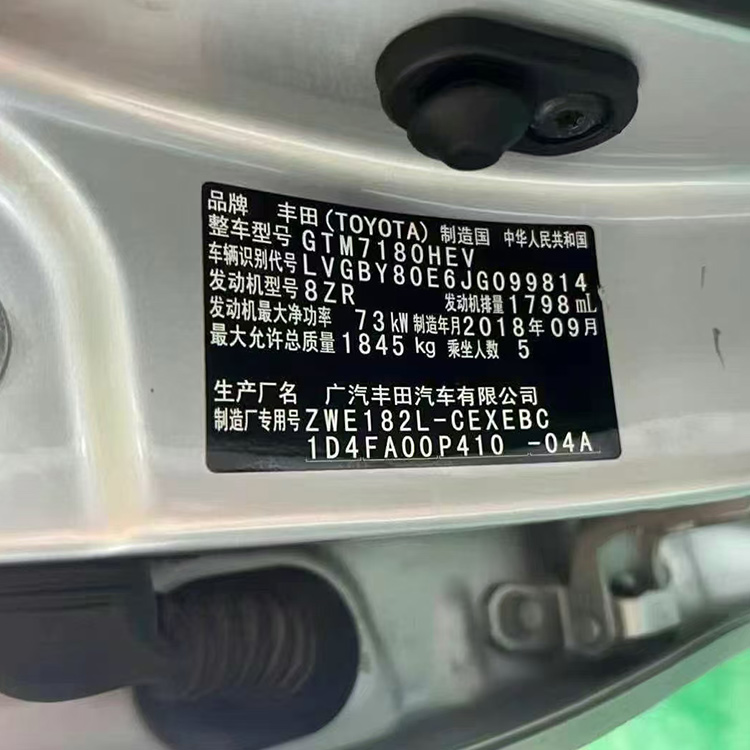 品牌 丰田(TOYOTA) 制造国 中华人民共和国
整车型号 GTM7180HEV
车辆识别代号 LVGBY80E6JG099814
发动机型号 8ZR 发动机排量 1798 mL
发动机最大净功率 73kW 制造年月 2018年09月
最大允许总质量 1845 kg 乘坐人数 5
生产厂名 广汽丰田汽车有限公司
制造厂专用号 ZWE182L-CEXEBC
1D4FA00P410 -04A